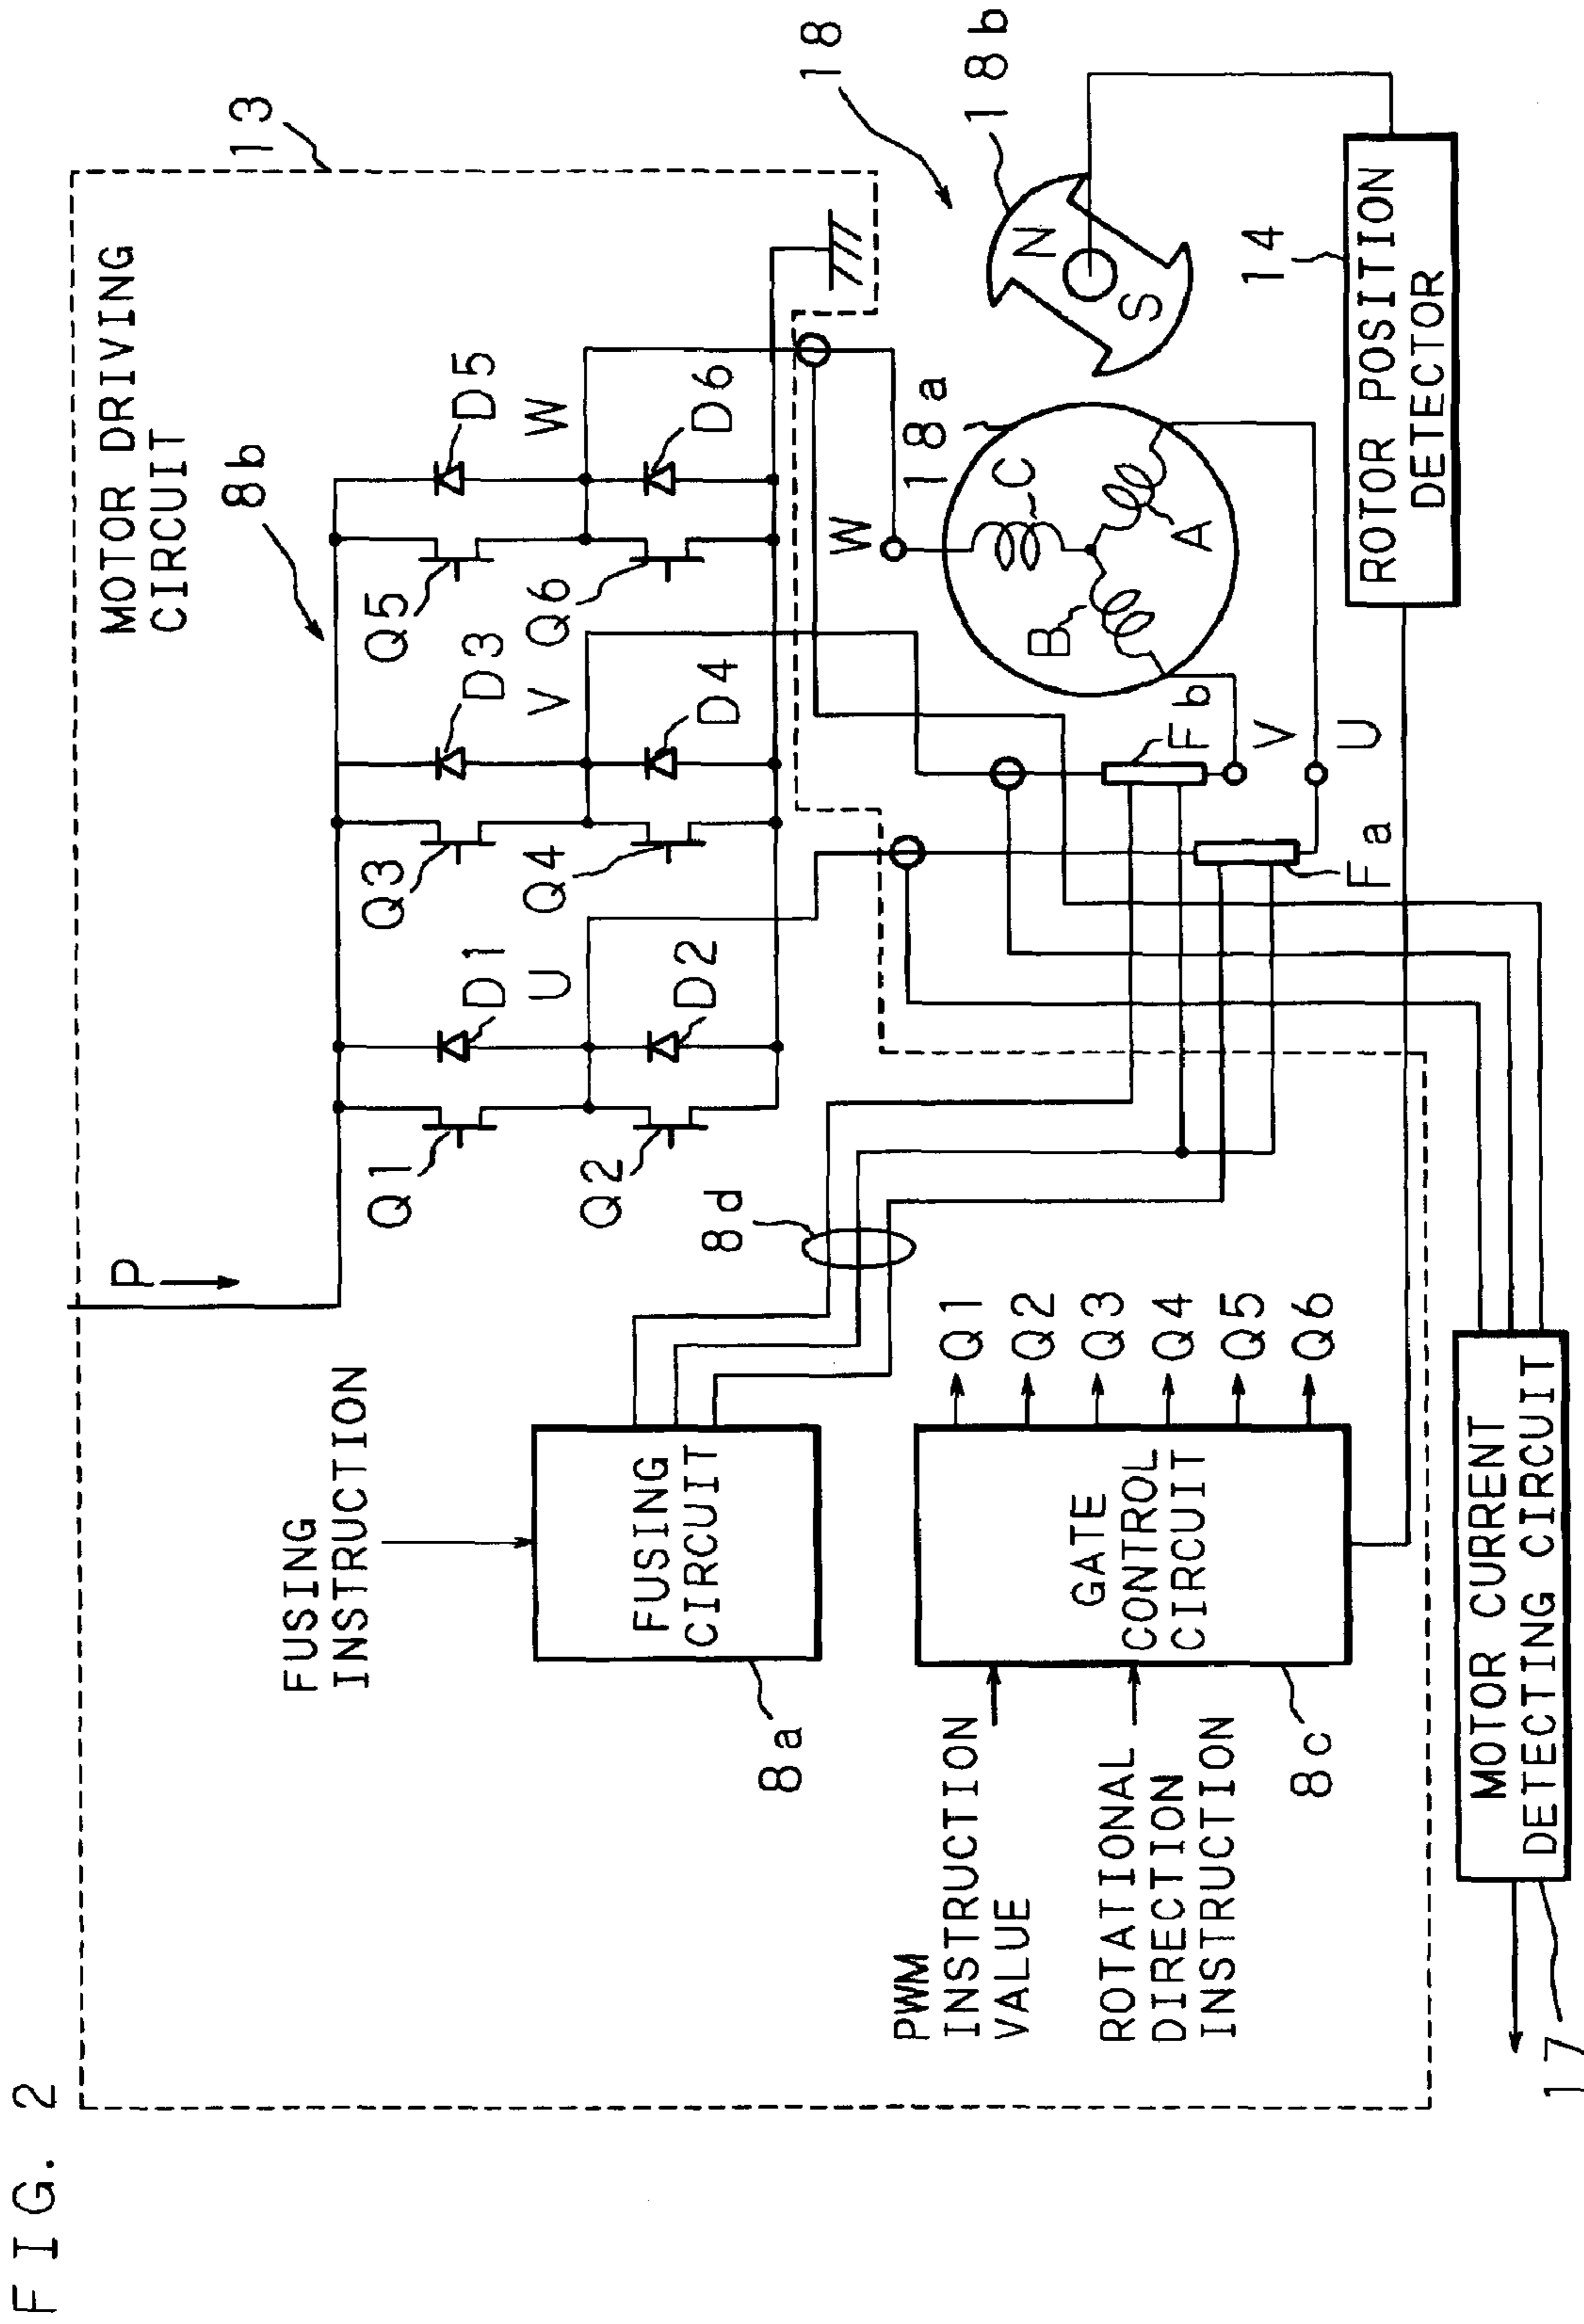 FIG. 2
MOTOR DRIVING
CIRCUIT
13
P
8b
FUSING
INSTRUCTION
Q1
D1
Q3
D3
Q5
D5
U
V
W
Q2
D2
Q4
D4
Q6
D6
FUSING
CIRCUIT
8a
8d
18
18b
N
S
W
18a
C
B
A
PWM
INSTRUCTION
VALUE
ROTATIONAL
DIRECTION
INSTRUCTION
GATE
CONTROL
CIRCUIT
8c
Q1
Q2
Q3
Q4
Q5
Q6
Fb
V
U
Fa
14
ROTOR POSITION
DETECTOR
MOTOR CURRENT
DETECTING CIRCUIT
17